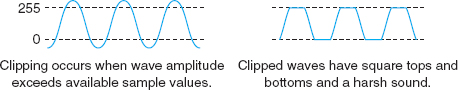 255
0
Clipping occurs when wave amplitude
exceeds available sample values.
Clipped waves have square tops and
bottoms and a harsh sound.